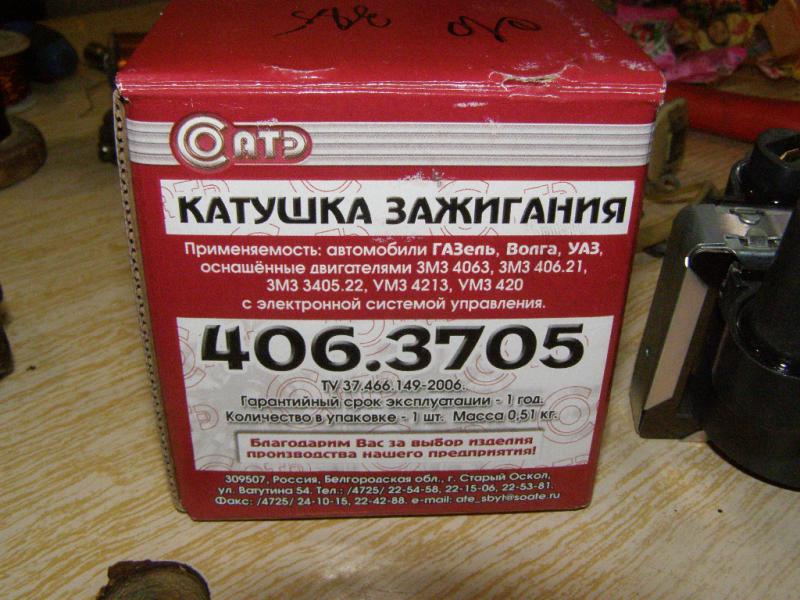 СОАТЭ
КАТУШКА ЗАЖИГАНИЯ
Применяемость: автомобили ГАЗель, Волга, УАЗ,
оснащённые двигателями ЗМЗ 4063, ЗМЗ 406.21,
ЗМЗ 3405.22, УМЗ 4213, УМЗ 420
с электронной системой управления.
406.3705
ТУ 37.466.149-2006.
Гарантийный срок эксплуатации - 1 год.
Количество в упаковке - 1 шт. Масса 0,51 кг.
Благодарим Вас за выбор изделия
производства нашего предприятия!
309507, Россия, Белгородская обл., г. Старый Оскол,
ул. Ватутина 54. Тел.: /4725/ 22-54-58, 22-15-06, 22-53-81.
Факс: /4725/ 24-10-15, 22-42-88. e-mail: ate_sbyt@soate.ru